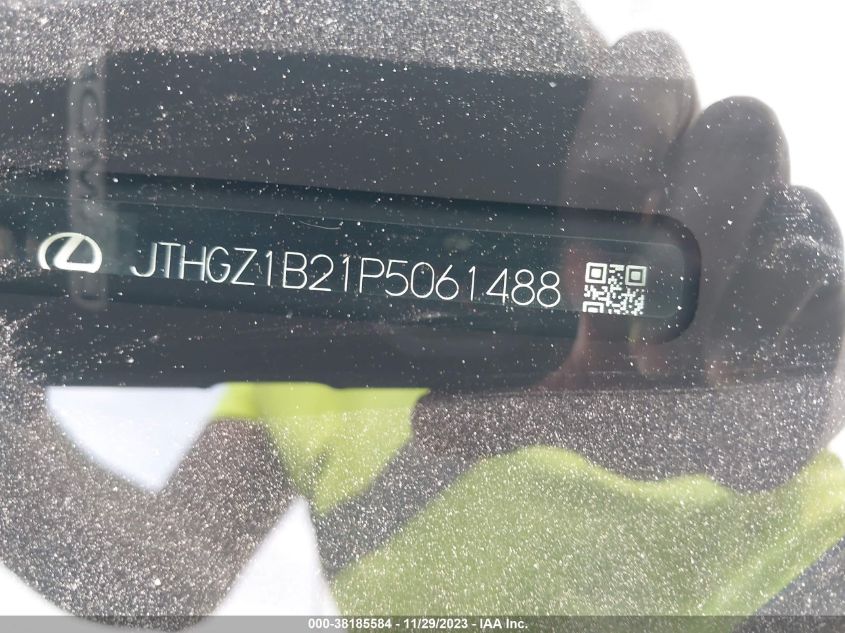 JTHGZ1B21P5061488
000-38185584 - 11/29/2023 - IAA Inc.